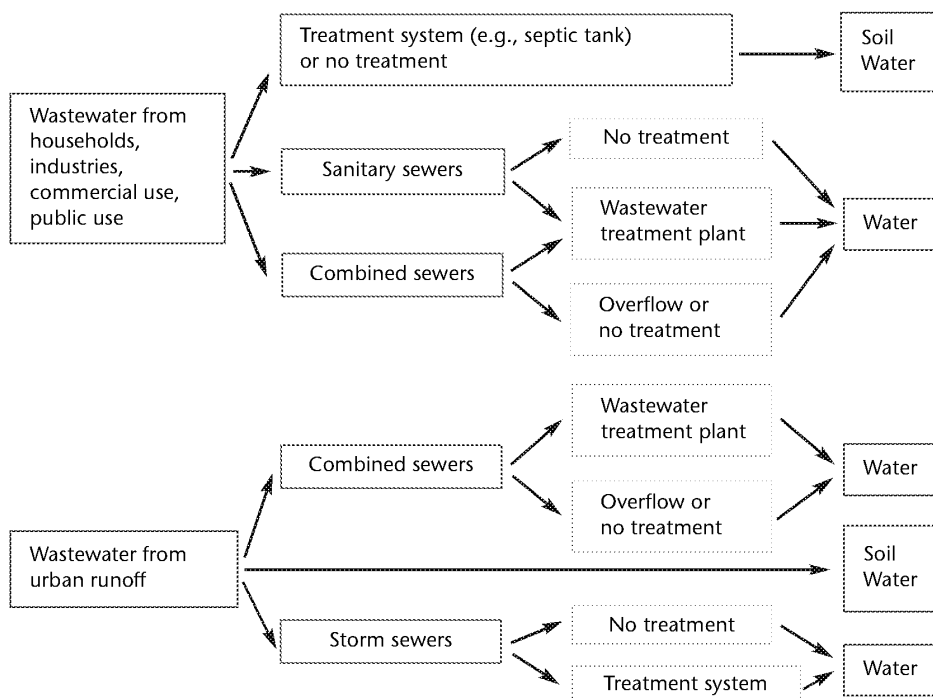 Treatment system (e.g., septic tank)
or no treatment
Soil
Water
Wastewater from
households,
industries,
commercial use,
public use
Sanitary sewers
Combined sewers
No treatment
Wastewater
treatment plant
Overflow or
no treatment
Water
Wastewater from
urban runoff
Combined sewers
Wastewater
treatment plant
Overflow or
no treatment
Water
Soil
Water
Storm sewers
No treatment
Treatment system
Water